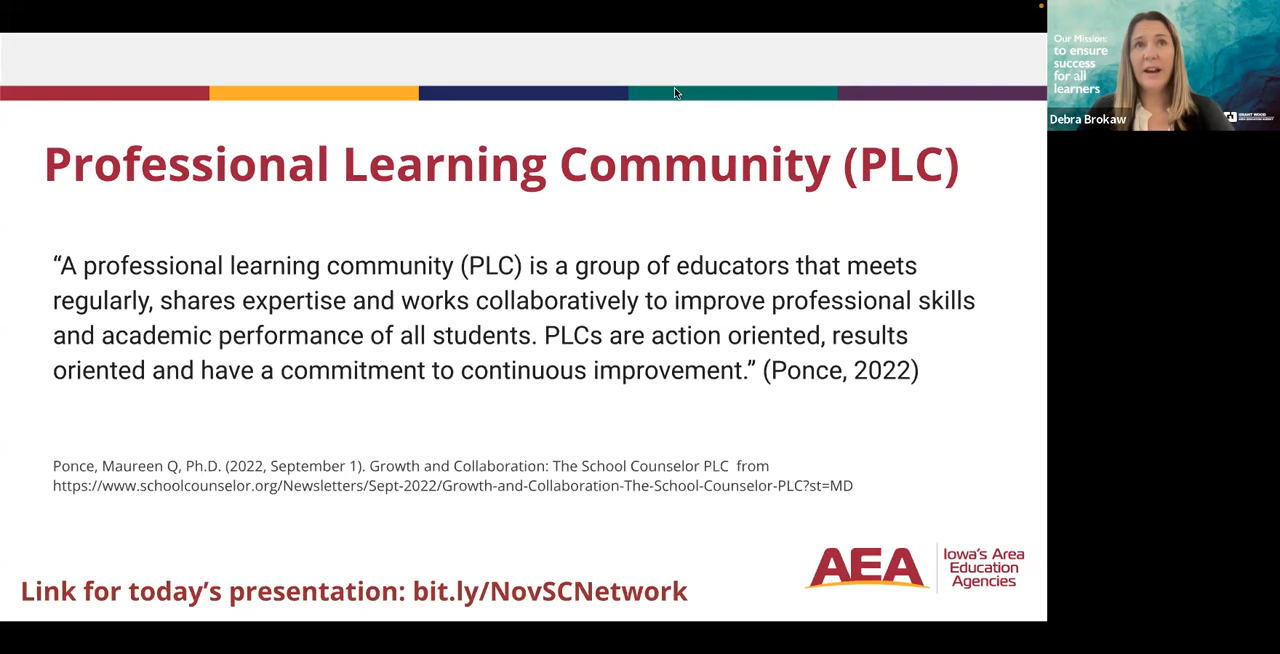 Professional Learning Community (PLC)
“A professional learning community (PLC) is a group of educators that meets
regularly, shares expertise and works collaboratively to improve professional skills
and academic performance of all students. PLCs are action oriented, results
oriented and have a commitment to continuous improvement.” (Ponce, 2022)
Ponce, Maureen Q, Ph.D. (2022, September 1). Growth and Collaboration: The School Counselor PLC from
https://www.schoolcounselor.org/Newsletters/Sept-2022/Growth-and-Collaboration-The-School-Counselor-PLC?st=MD
Link for today’s presentation: bit.ly/NovSCNetwork
AEA
Iowa’s Area
Education
Agencies
Our Mission:
to ensure
success
for all
learners
Debra Brokaw
GRANT WOOD